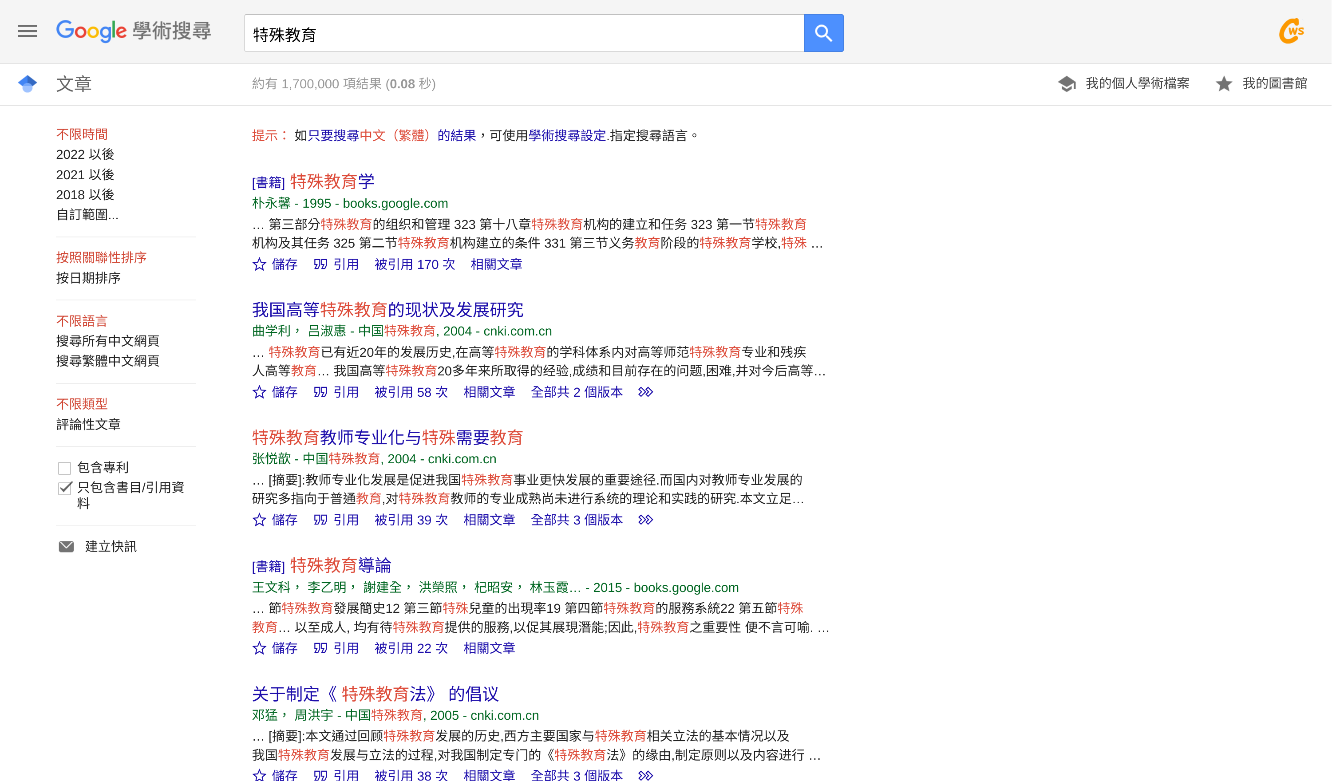 Google 學術搜尋
特殊教育
文章
約有 1,700,000 項結果 (0.08 秒)
我的個人學術檔案
我的圖書館
不限時間
2022 以後
2021 以後
2018 以後
自訂範圍...
按照關聯性排序
按日期排序
不限語言
搜尋所有中文網頁
搜尋繁體中文網頁
不限類型
評論性文章
包含專利
只包含書目/引用資
料
建立快訊
提示： 如只要搜尋中文（繁體）的結果，可使用學術搜尋設定.指定搜尋語言。
[書籍] 特殊教育学
朴永馨 - 1995 - books.google.com
… 第三部分特殊教育的组织和管理 323 第十八章特殊教育机构的建立和任务 323 第一节特殊教育
机构及其任务 325 第二节特殊教育机构建立的条件 331 第三节义务教育阶段的特殊教育学校,特殊 …
儲存 引用 被引用 170 次 相關文章
我国高等特殊教育的现状及发展研究
曲学利， 吕淑惠 - 中国特殊教育, 2004 - cnki.com.cn
… 特殊教育已有近20年的发展历史,在高等特殊教育的学科体系内对高等师范特殊教育专业和残疾
人高等教育… 我国高等特殊教育20多年来所取得的经验,成绩和目前存在的问题,困难,并对今后高等…
儲存 引用 被引用 58 次 相關文章 全部共 2 個版本
特殊教育教师专业化与特殊需要教育
张悦歆 - 中国特殊教育, 2004 - cnki.com.cn
… [摘要]:教师专业化发展是促进我国特殊教育事业更快发展的重要途径.而国内对教师专业发展的
研究多指向于普通教育,对特殊教育教师的专业成熟尚未进行系统的理论和实践的研究.本文立足…
儲存 引用 被引用 39 次 相關文章 全部共 3 個版本
[書籍] 特殊教育導論
王文科， 李乙明， 謝建全， 洪榮照， 杞昭安， 林玉霞… - 2015 - books.google.com
… 節特殊教育發展簡史12 第三節特殊兒童的出現率19 第四節特殊教育的服務系統22 第五節特殊
教育… 以至成人, 均有待特殊教育提供的服務,以促其展現潛能;因此,特殊教育之重要性 便不言可喻. …
儲存 引用 被引用 22 次 相關文章
关于制定《 特殊教育法》 的倡议
邓猛， 周洪宇 - 中国特殊教育, 2005 - cnki.com.cn
… [摘要]:本文通过回顾特殊教育发展的历史,西方主要国家与特殊教育相关立法的基本情况以及
我国特殊教育发展与立法的过程,对我国制定专门的《特殊教育法》的缘由,制定原则以及内容进行 …
儲存 引用 被引用 38 次 相關文章 全部共 3 個版本